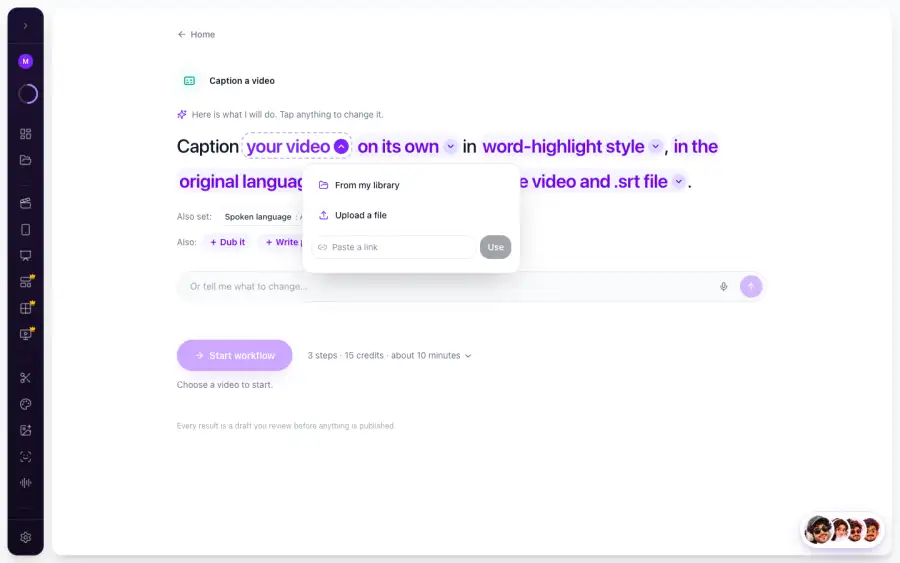 M
Home
Caption a video
Here is what I will do. Tap anything to change it.
Caption your video on its own in word-highlight style, in the
original languag e video and .srt file.
Also set: Spoken language :
Also: + Dub it + Write
From my library
Upload a file
Paste a link Use
Or tell me what to change...
Start workflow 3 steps · 15 credits · about 10 minutes
Choose a video to start.
Every result is a draft you review before anything is published.